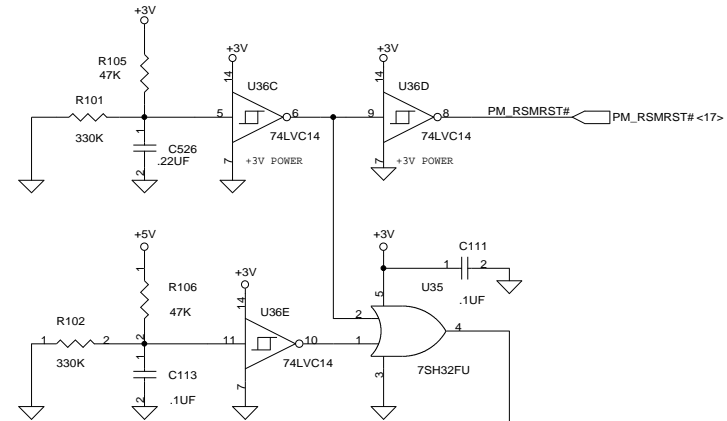 +3V
R105
47K
R101
330K
1
C526
.22UF
2
+3V
14
U36C
5
6
74LVC14
7
+3V POWER
+3V
14
U36D
9
8
74LVC14
7
+3V POWER
PM_RSMRST#
PM_RSMRST# <17>
+5V
1
R106
47K
2
R102
1
2
330K
1
C113
.1UF
2
+3V
14
U36E
11
10
74LVC14
7
+3V
C111
1
2
.1UF
5
U35
2
1
4
7SH32FU
3